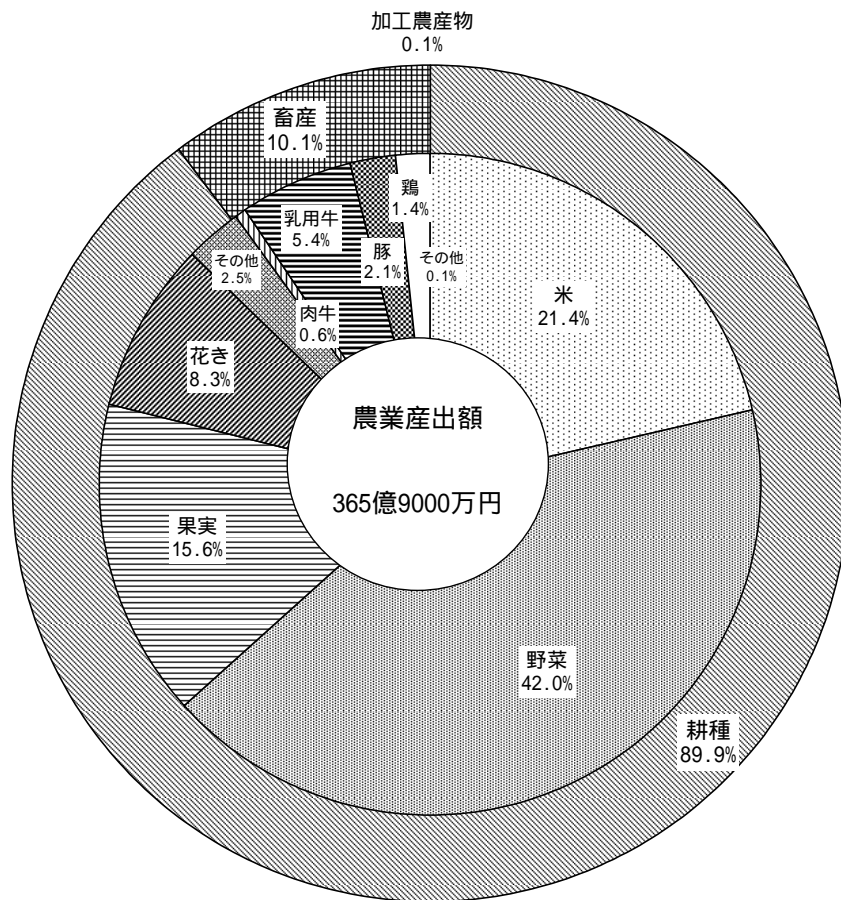 加工農産物
0.1%
畜産
10.1%
鶏
1.4%
乳用牛
5.4%
豚
2.1%
その他
0.1%
その他
2.5%
米
21.4%
肉牛
0.6%
花き
8.3%
農業産出額
365億9000万円
果実
15.6%
野菜
42.0%
耕種
89.9%